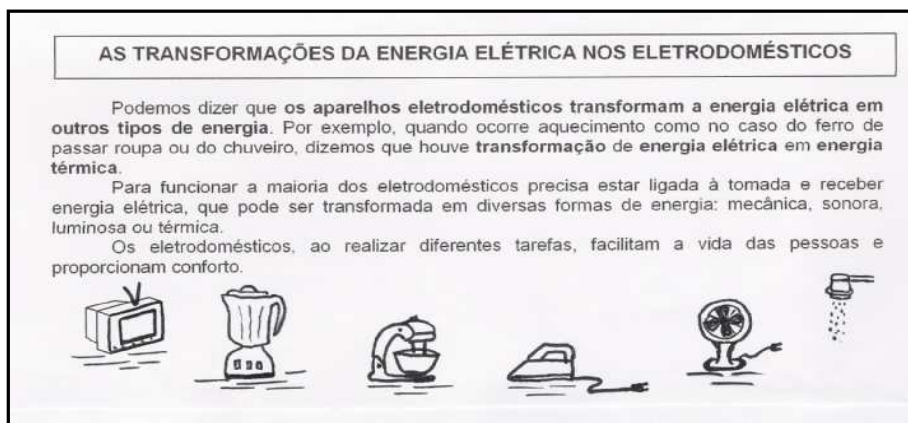 AS TRANSFORMAÇÕES DA ENERGIA ELÉTRICA NOS ELETRODOMÉSTICOS
Podemos dizer que os aparelhos eletrodomésticos transformam a energia elétrica em
outros tipos de energia. Por exemplo, quando ocorre aquecimento como no caso do ferro de
passar roupa ou do chuveiro, dizemos que houve transformação de energia elétrica em energia
térmica.
Para funcionar a maioria dos eletrodomésticos precisa estar ligada à tomada e receber
energia elétrica, que pode ser transformada em diversas formas de energia: mecânica, sonora,
luminosa ou térmica.
Os eletrodomésticos, ao realizar diferentes tarefas, facilitam a vida das pessoas e
proporcionam conforto.